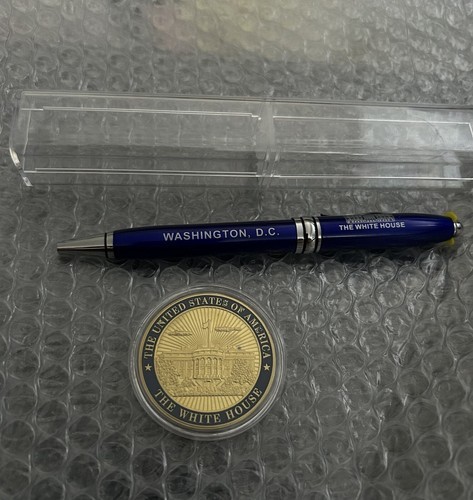 WASHINGTON, D.C.
THE WHITE HOUSE
THE UNITED STATES OF AMERICA
THE WHITE HOUSE